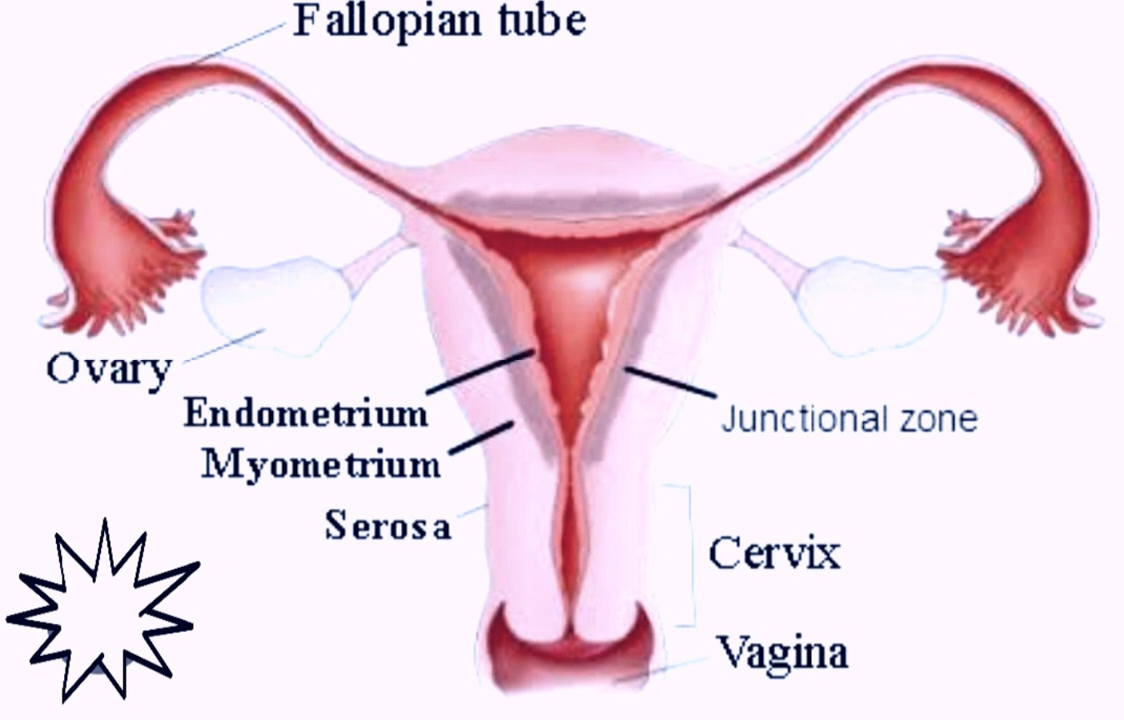 Fallopian tube
Ovary
Endometrium
Junctional zone
Myometrium
Serosa
Cervix
Vagina